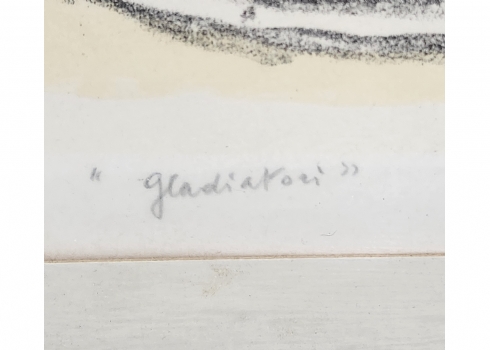 " gladiatori "